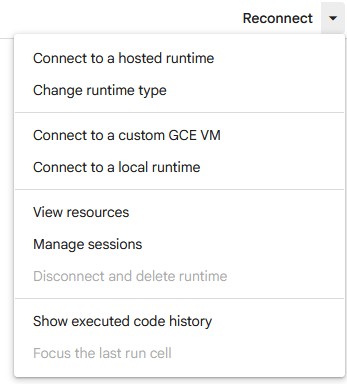 Reconnect
Connect to a hosted runtime
Change runtime type
Connect to a custom GCE VM
Connect to a local runtime
View resources
Manage sessions
Disconnect and delete runtime
Show executed code history
Focus the last run cell